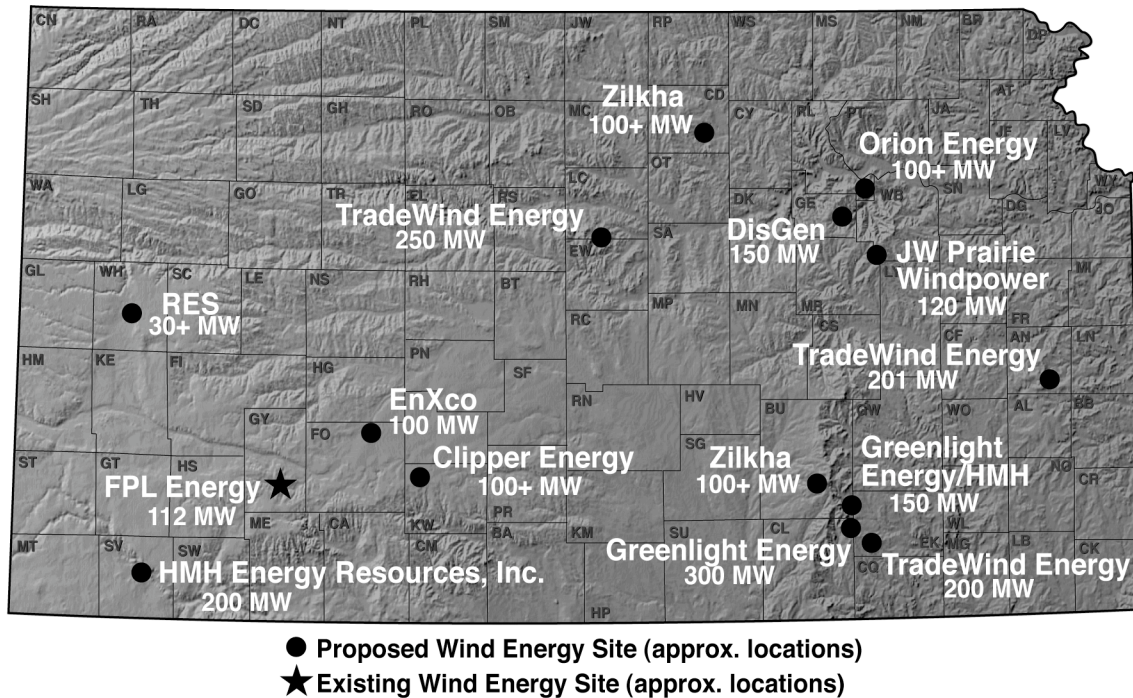 CN
RA
DC
NT
PL
SM
JW
RP
WS
MS
NM
BR
DP
SH
TH
SD
GH
RO
OB
MC
Zilkha
100+ MW
CD
CY
RL
PT
JA
AT
JF
LV
Orion Energy
100+ MW
WA
LG
GO
TR
EL
RS
LC
OT
DK
GE
WB
SN
DG
WY
JO
TradeWind Energy
250 MW
EW
SA
DisGen
150 MW
JW Prairie
Windpower
120 MW
LY
GL
WH
SC
LE
NS
RH
BT
RC
MP
MN
MR
CS
FR
MI
RES
30+ MW
HM
KE
FI
HG
PN
SF
RN
HV
BU
CF
AN
LN
TradeWind Energy
201 MW
GY
FO
EnXco
100 MW
SG
GW
WO
AL
BB
ST
GT
HS
FPL Energy
112 MW
Clipper Energy
100+ MW
Zilkha
100+ MW
Greenlight
Energy/HMH
150 MW
NO
CR
ME
CA
KW
PR
BA
KM
SU
CL
EK
WL
MG
LB
CK
MT
SV
SW
CM
HP
CQ
HMH Energy Resources, Inc.
200 MW
Greenlight Energy
300 MW
TradeWind Energy
200 MW
Proposed Wind Energy Site (approx. locations)
Existing Wind Energy Site (approx. locations)